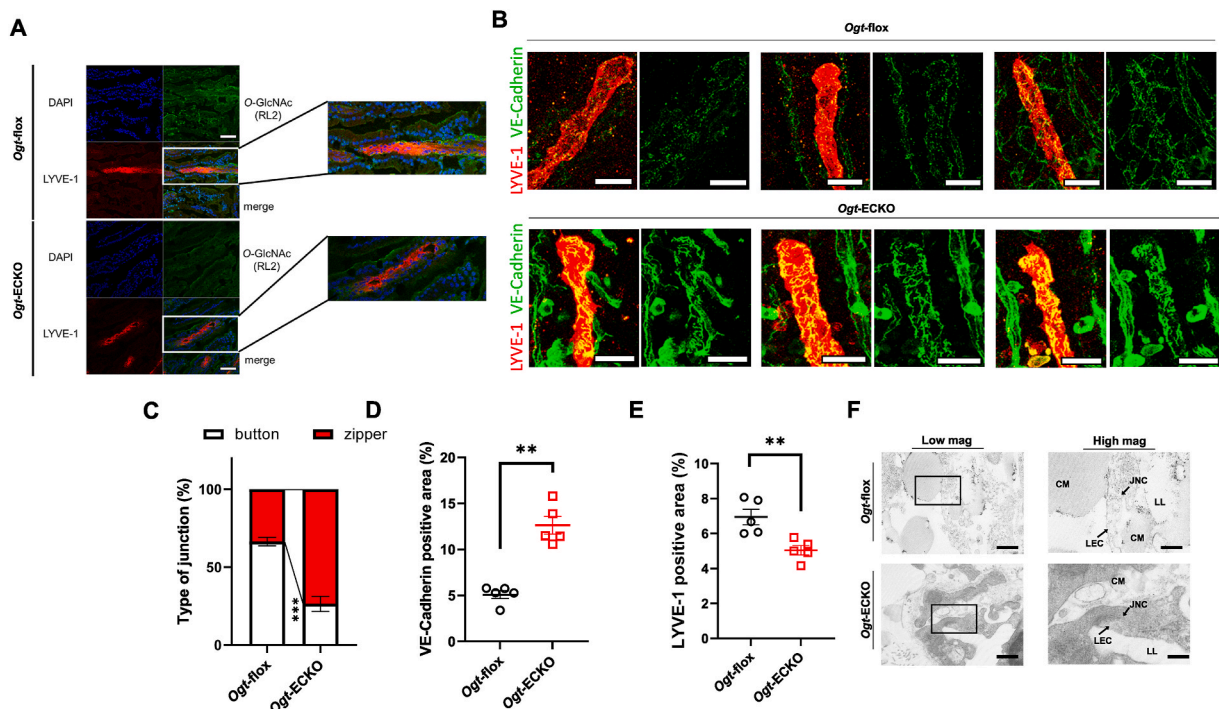 A
Ogt-flox
DAPI
O-GlcNAc
(RL2)
LYVE-1
merge
Ogt-ECKO
DAPI
O-GlcNAc
(RL2)
LYVE-1
merge
B
Ogt-flox
LYVE-1 VE-Cadherin
Ogt-ECKO
LYVE-1 VE-Cadherin
C
button
zipper
Type of junction (%)
100
50
0
***
Ogt-flox
Ogt-ECKO
D
VE-Cadherin positive area (%)
20
15
10
5
0
**
Ogt-flox
Ogt-ECKO
E
LYVE-1 positive area (%)
8
6
4
2
0
**
Ogt-flox
Ogt-ECKO
F
Low mag
High mag
Ogt-flox
CM
JNC
LL
LEC
CM
Ogt-ECKO
CM
JNC
LEC
LL